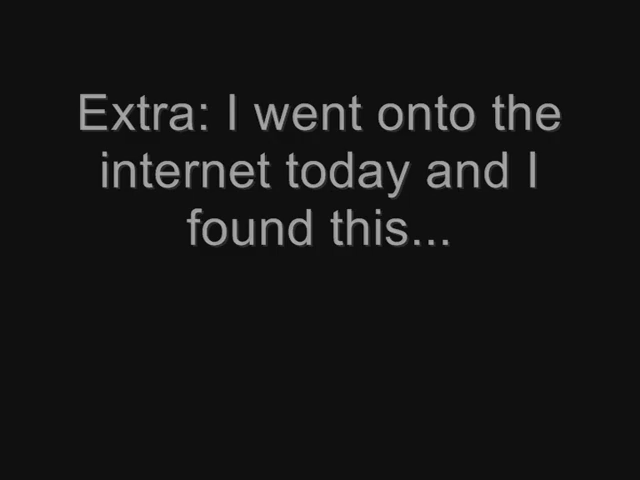 Extra: I went onto the
internet today and I
found this...